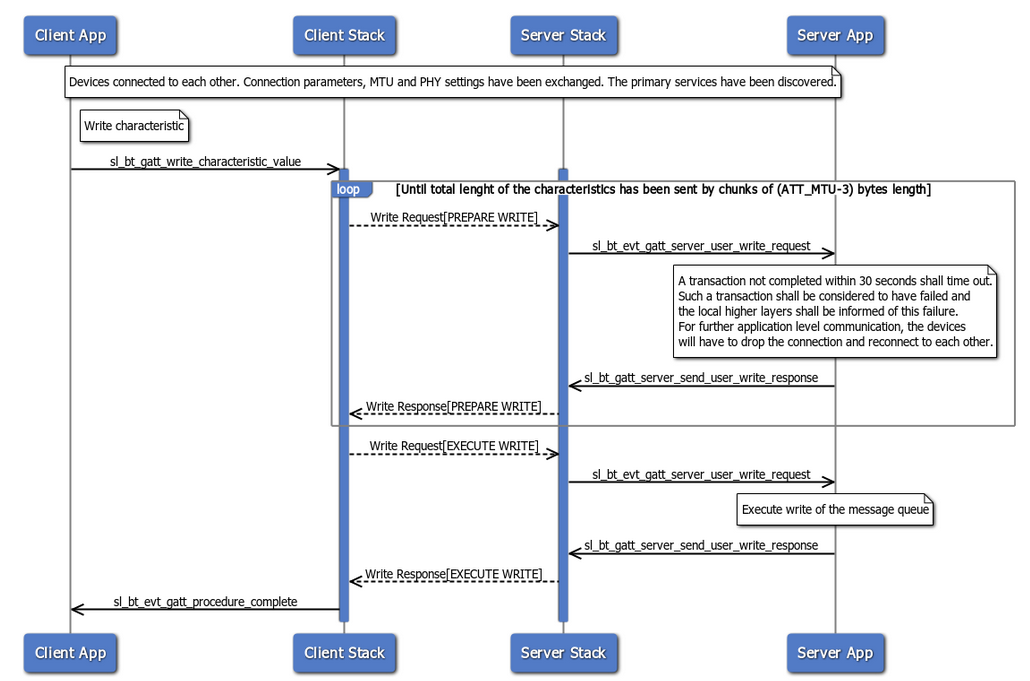 Client App
Client Stack
Server Stack
Server App
Devices connected to each other. Connection parameters, MTU and PHY settings have been exchanged. The primary services have been discovered.
Write characteristic
sl_bt_gatt_write_characteristic_value
loop
[Until total lenght of the characteristics has been sent by chunks of (ATT_MTU-3) bytes length]
Write Request[PREPARE WRITE]
sl_bt_evt_gatt_server_user_write_request
A transaction not completed within 30 seconds shall time out.
Such a transaction shall be considered to have failed and
the local higher layers shall be informed of this failure.
For further application level communication, the devices
will have to drop the connection and reconnect to each other.
sl_bt_gatt_server_send_user_write_response
Write Response[PREPARE WRITE]
Write Request[EXECUTE WRITE]
sl_bt_evt_gatt_server_user_write_request
Execute write of the message queue
sl_bt_gatt_server_send_user_write_response
Write Response[EXECUTE WRITE]
sl_bt_evt_gatt_procedure_complete
Client App
Client Stack
Server Stack
Server App